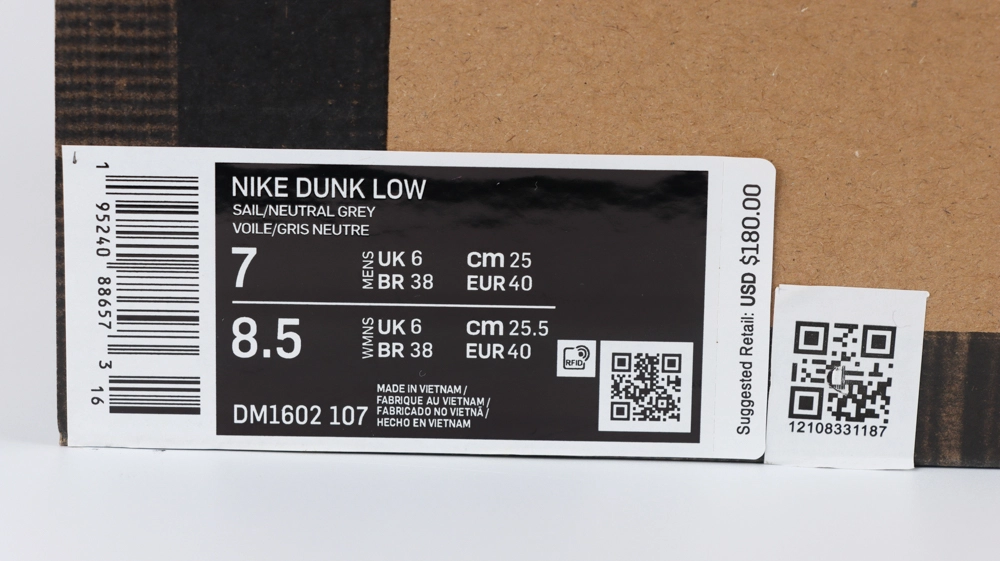 1 95240 88657 3 16
NIKE DUNK LOW
SAIL/NEUTRAL GREY
VOILE/GRIS NEUTRE
7
MENS
UK 6
cm 25
BR 38
EUR 40
8.5
WMNS
UK 6
cm 25.5
BR 38
EUR 40
RFID
DM1602 107
MADE IN VIETNAM /
FABRIQUE AU VIETNAM /
FABRICADO NO VIETNÃ /
HECHO EN VIETNAM
Suggested Retail: USD $180.00
12108331187